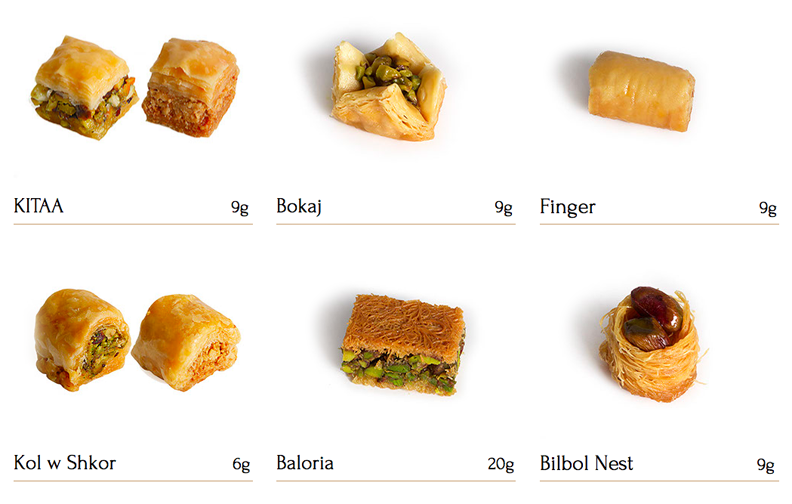 KITAA 9g
Bokaj 9g
Finger 9g
Kol w Shkor 6g
Baloria 20g
Bilbol Nest 9g